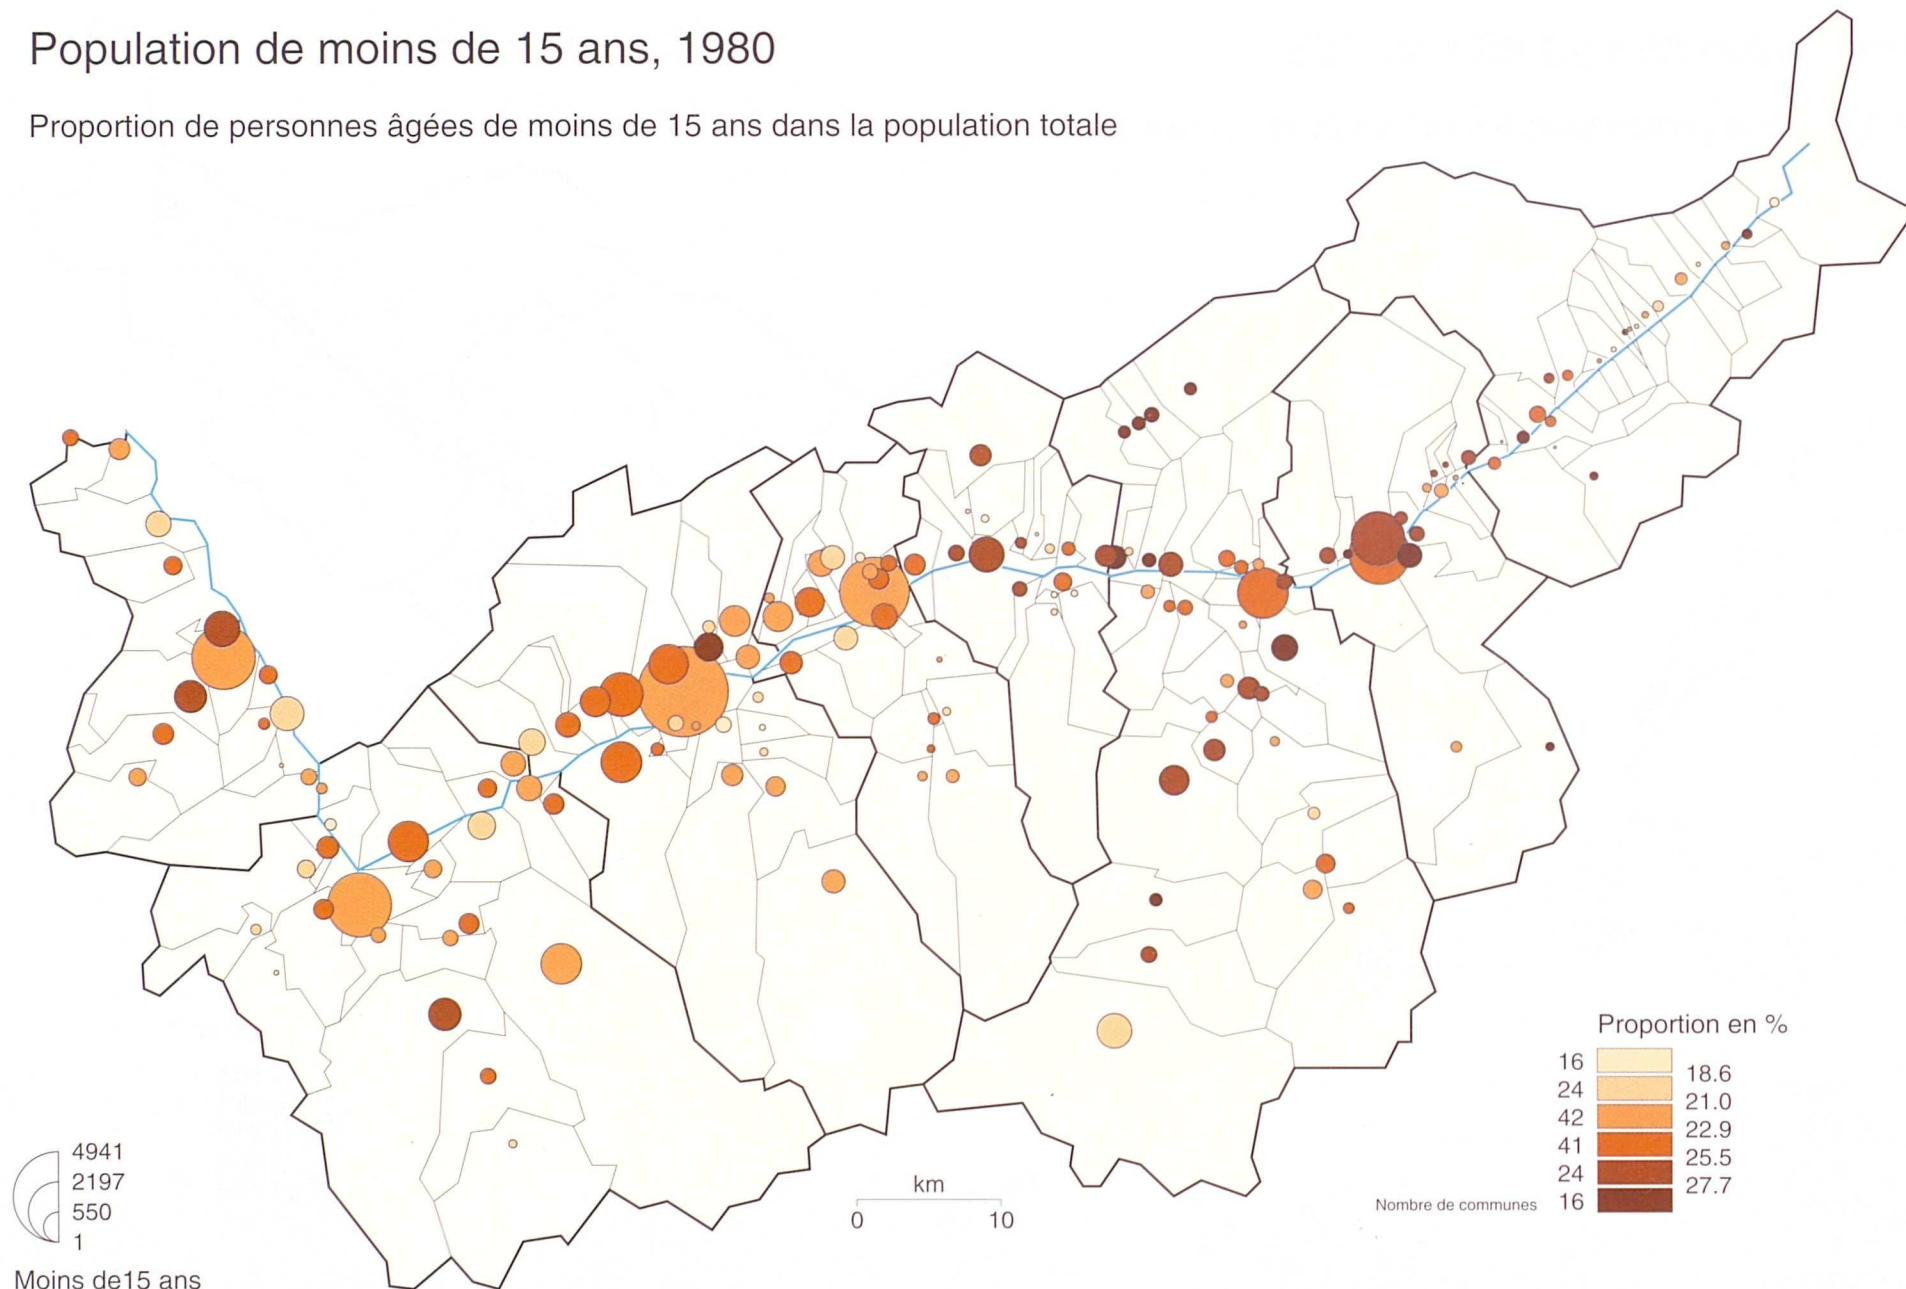 Population de moins de 15 ans, 1980
Proportion de personnes âgées de moins de 15 ans dans la population totale
4941
2197
550
1
Moins de15 ans
km
0 10
Nombre de communes
Proportion en %
16
18.6
24
21.0
42
22.9
41
25.5
24
27.7
16